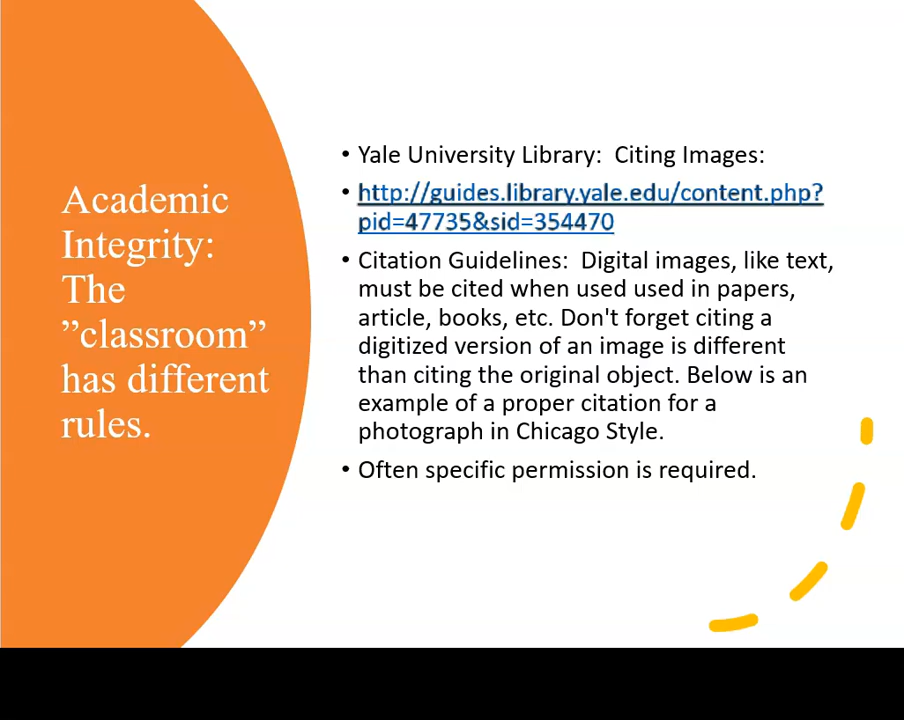 Academic
Integrity:
The
”classroom”
has different
rules.
• Yale University Library:  Citing Images:
• http://guides.library.yale.edu/content.php?
pid=47735&sid=354470
• Citation Guidelines:  Digital images, like text,
must be cited when used used in papers,
article, books, etc. Don't forget citing a
digitized version of an image is different
than citing the original object. Below is an
example of a proper citation for a
photograph in Chicago Style.
• Often specific permission is required.